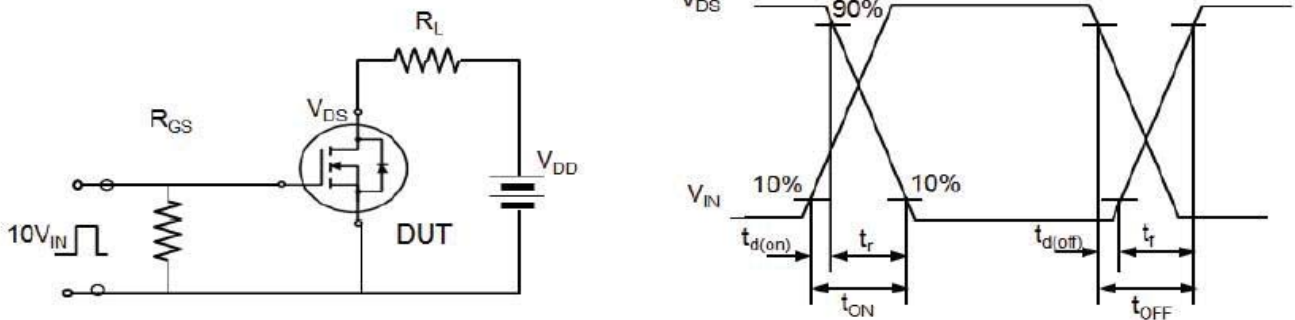 R_L
V_DS
R_GS
V_DD
10V_IN
DUT
V_DS
90%
V_IN
10%
10%
t_d(on)
t_r
t_d(off)
t_f
t_ON
t_OFF